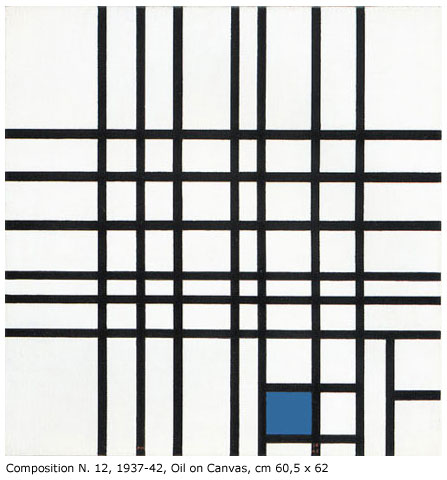 Composition N. 12, 1937-42, Oil on Canvas, cm 60,5 x 62